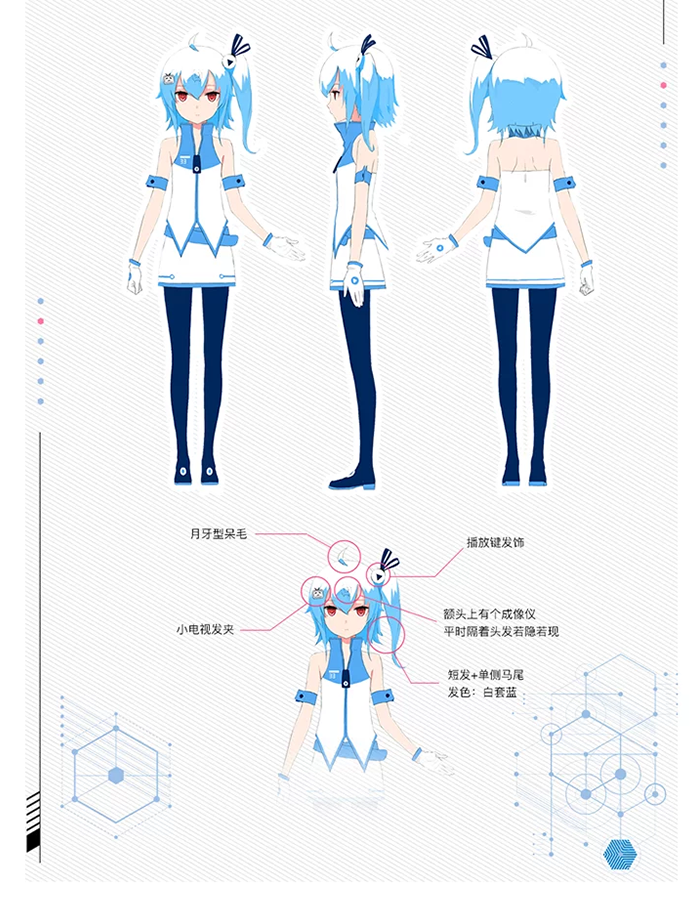 月牙型呆毛
播放键发饰
小电视发夹
额头上有个成像仪
平时隔着头发若隐若现
短发+单侧马尾
发色：白套蓝